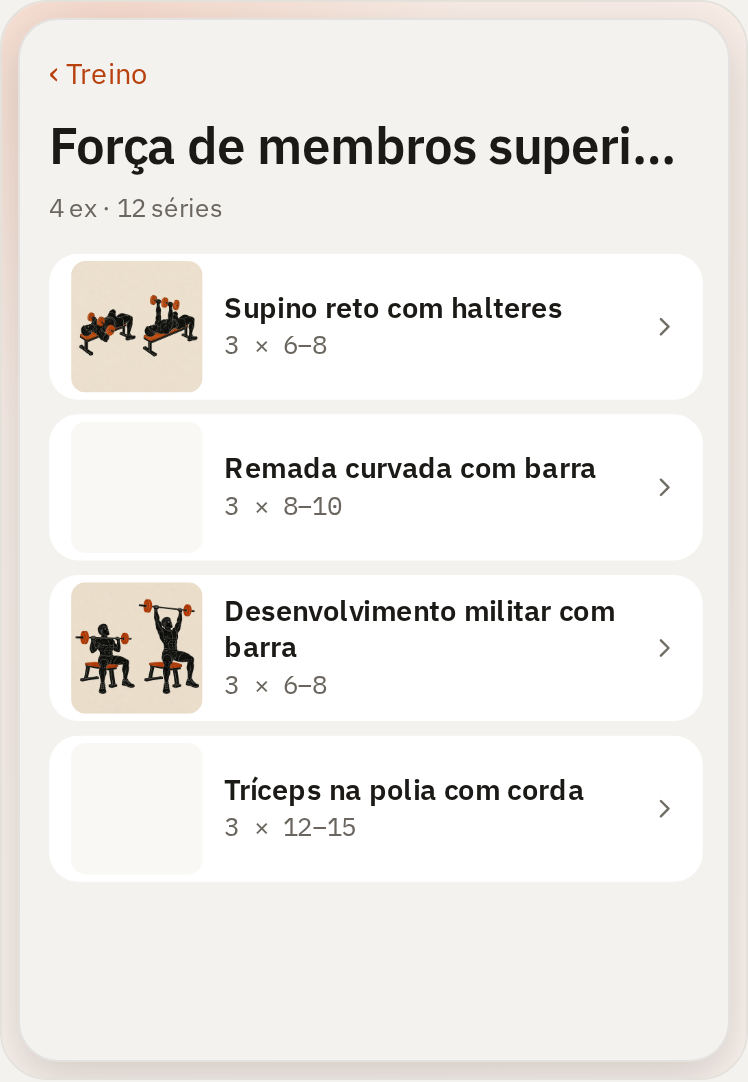 ‹ Treino
Força de membros superi...
4 ex · 12 séries
Supino reto com halteres
3 × 6–8
Remada curvada com barra
3 × 8–10
Desenvolvimento militar com
barra
3 × 6–8
Tríceps na polia com corda
3 × 12–15